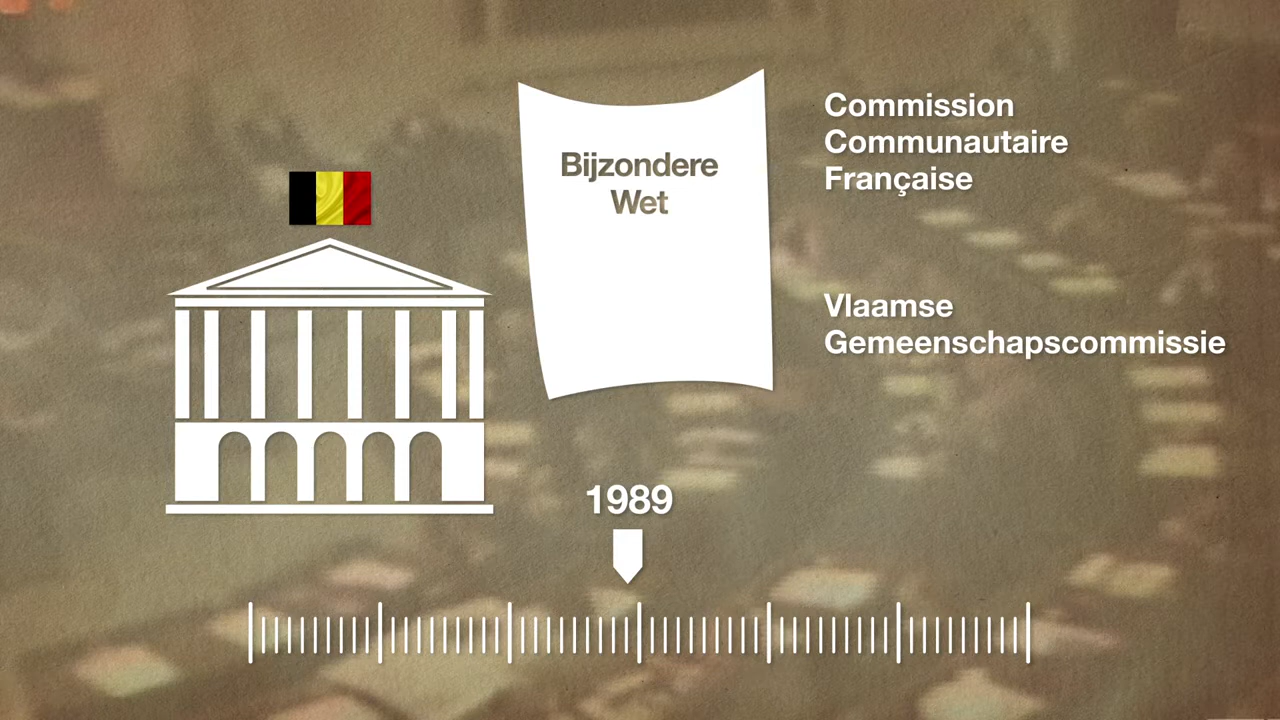 Bijzondere
Wet
Commission
Communautaire
Française
Vlaamse
Gemeenschapscommissie
1989